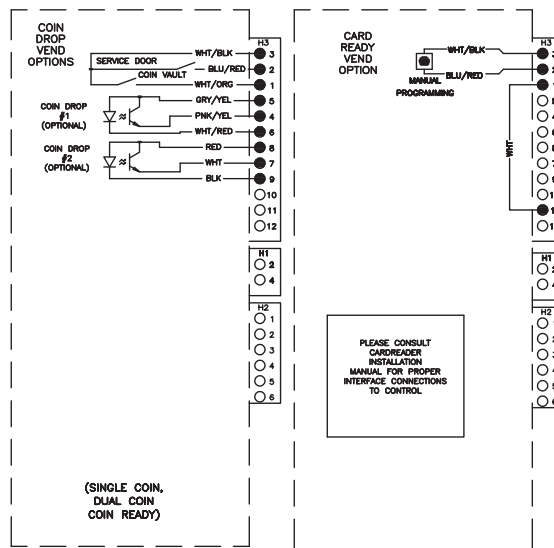 COIN
DROP
VEND
OPTIONS
SERVICE DOOR
COIN VAULT
WHT/BLK
BLU/RED
WHT/ORG
GRY/YEL
PNK/YEL
WHT/RED
RED
WHT
BLK
COIN DROP
#1
(OPTIONAL)
COIN DROP
#2
(OPTIONAL)
H3
3
2
1
5
4
6
8
7
9
10
11
12
H1
2
4
H2
1
2
3
4
5
6
(SINGLE COIN,
DUAL COIN
COIN READY)
CARD
READY
VEND
OPTION
WHT/BLK
BLU/RED
MANUAL
PROGRAMMING
WHT
H3
3
H1
H2
PLEASE CONSULT
CARDREADER
INSTALLATION
MANUAL FOR PROPER
INTERFACE CONNECTIONS
TO CONTROL